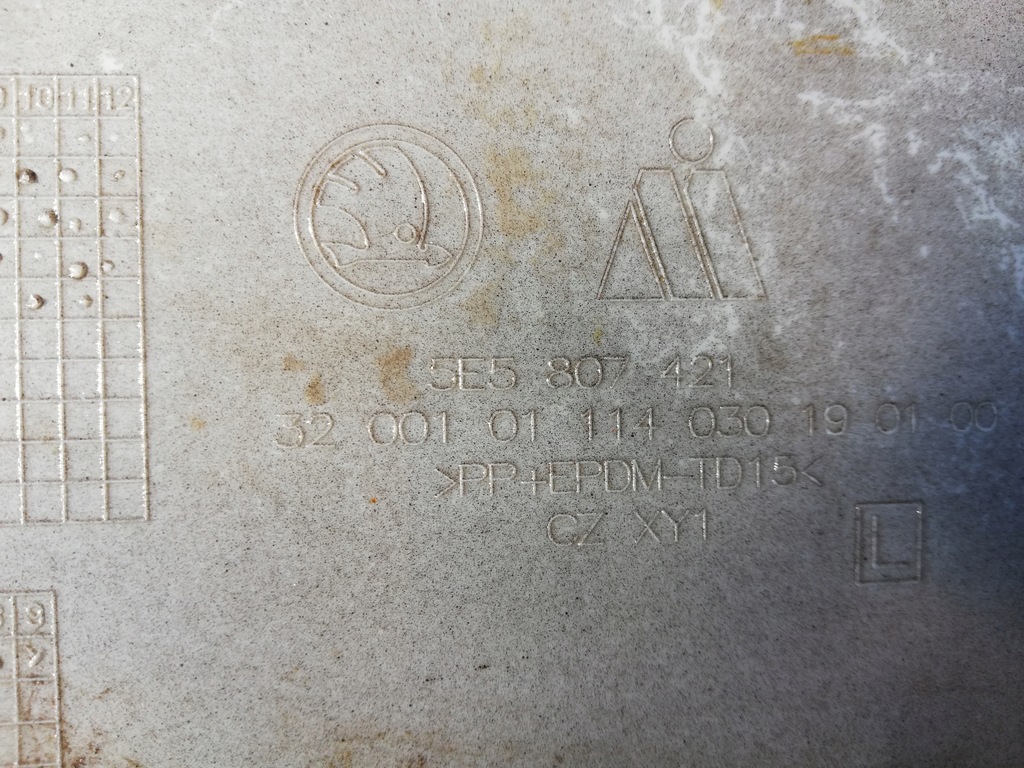 10 11 12
5E5 807 421
32 001 01 114 030 19 01 00
>PP+EPDM-TD15<
CZ XY1
L
9